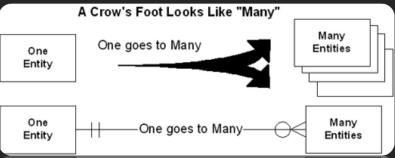 A Crow's Foot Looks Like "Many"
One
Entity
One goes to Many
Many
Entities
One
Entity
One goes to Many
Many
Entities